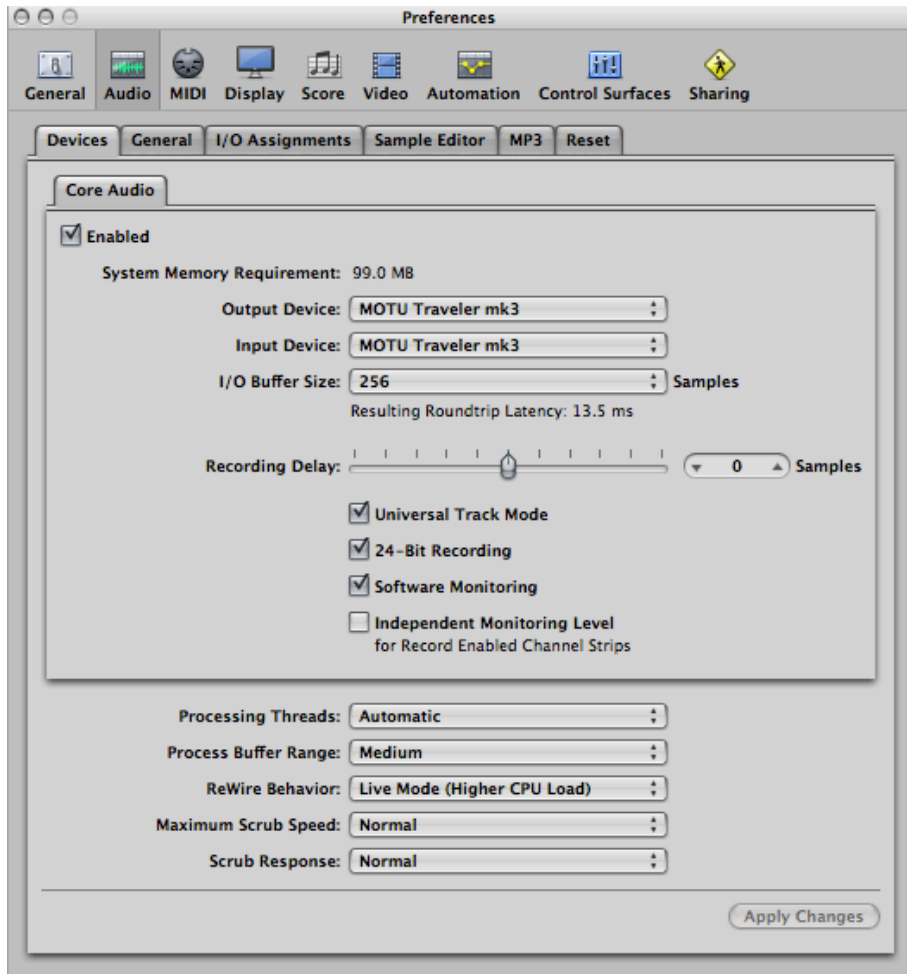 Preferences
General Audio MIDI Display Score Video Automation Control Surfaces Sharing
Devices General I/O Assignments Sample Editor MP3 Reset
Core Audio
Enabled
System Memory Requirement: 99.0 MB
Output Device: MOTU Traveler mk3
Input Device: MOTU Traveler mk3
I/O Buffer Size: 256 Samples
Resulting Roundtrip Latency: 13.5 ms
Recording Delay: 0 Samples
Universal Track Mode
24-Bit Recording
Software Monitoring
Independent Monitoring Level
for Record Enabled Channel Strips
Processing Threads: Automatic
Process Buffer Range: Medium
ReWire Behavior: Live Mode (Higher CPU Load)
Maximum Scrub Speed: Normal
Scrub Response: Normal
Apply Changes